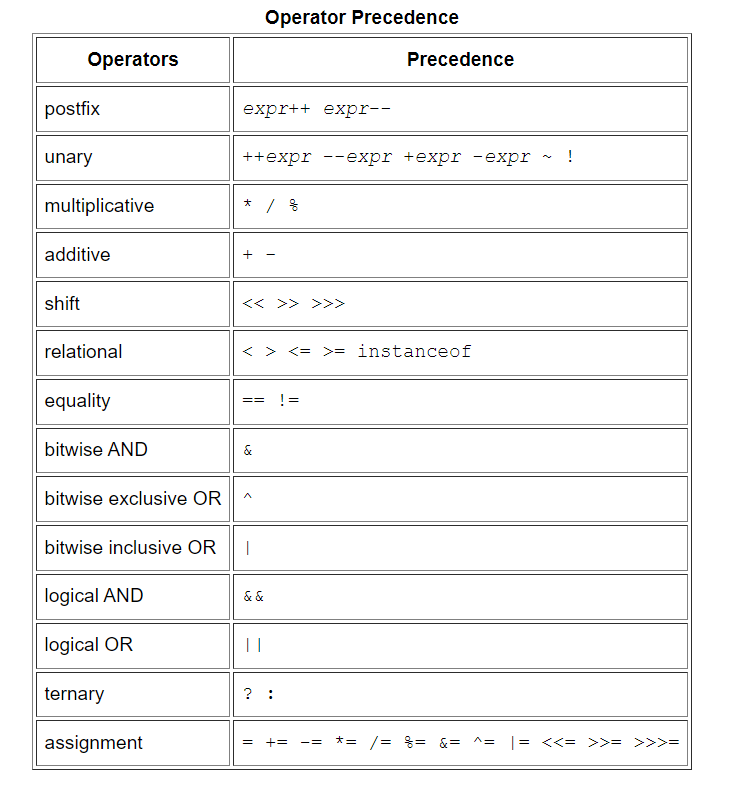 Operator Precedence
Operators Precedence
postfix expr++ expr--
unary ++expr --expr +expr -expr ~ !
multiplicative * / %
additive + -
shift << >> >>>
relational < > <= >= instanceof
equality == !=
bitwise AND &
bitwise exclusive OR ^
bitwise inclusive OR |
logical AND &&
logical OR ||
ternary ? :
assignment = += -= *= /= %= &= ^= |= <<= >>= >>>=